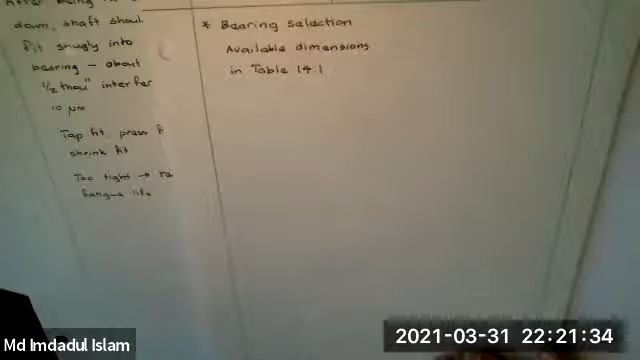 down, shaft shoul
fit snugly into
bearing – about
½ thou" interfer
10 μm
Tap fit, press f
shrink fit
Too tight → re
fatigue life
* Bearing selection
Available dimensions
in Table 14.1
Md Imdadul Islam
2021-03-31 22:21:34